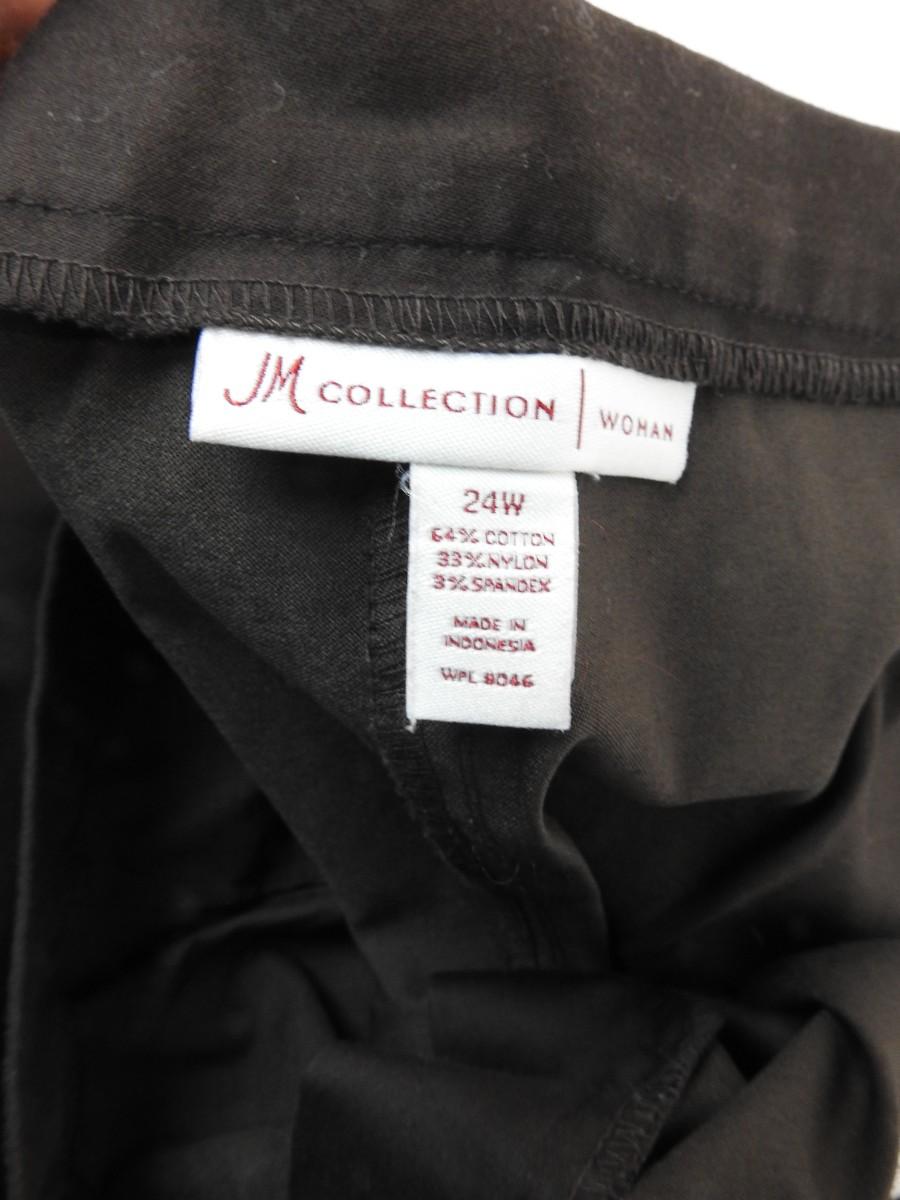 JM COLLECTION | WOMAN
24W
64% COTTON
33% NYLON
3% SPANDEX
MADE IN
INDONESIA
WPL 8046